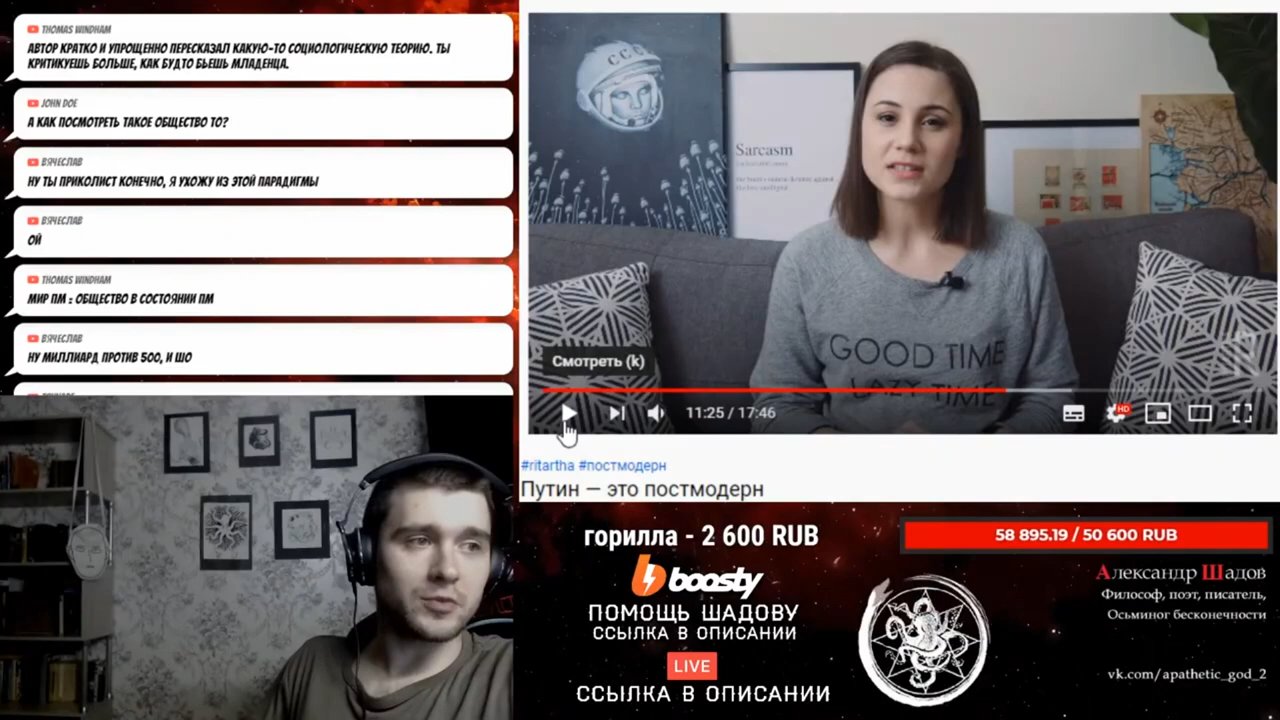 THOMAS WINDHAM
АВТОР КРАТКО И УПРОЩЕННО ПЕРЕСКАЗАЛ КАКУЮ-ТО СОЦИОЛОГИЧЕСКУЮ ТЕОРИЮ. ТЫ
КРИТИКУЕШЬ БОЛЬШЕ, КАК БУДТО БЬЕШЬ МЛАДЕНЦА.
JOHN DOE
А КАК ПОСМОТРЕТЬ ТАКОЕ ОБЩЕСТВО ТО?
ВЯЧЕСЛАВ
НУ ТЫ ПРИКОЛИСТ КОНЕЧНО, Я УХОЖУ ИЗ ЭТОЙ ПАРАДИГМЫ
ВЯЧЕСЛАВ
ОЙ
THOMAS WINDHAM
МИР ПМ = ОБЩЕСТВО В СОСТОЯНИИ ПМ
ВЯЧЕСЛАВ
НУ МИЛЛИАРД ПРОТИВ 500, И ШО
СССР
Sarcasm
GOOD TIME
LAZY TIME
Смотреть (k)
11:25 / 17:46
HD
#ritartha #постмодерн
Путин — это постмодерн
горилла - 2 600 RUB
boosty
ПОМОЩЬ ШАДОВУ
ССЫЛКА В ОПИСАНИИ
LIVE
ССЫЛКА В ОПИСАНИИ
58 895.19 / 50 600 RUB
Александр Шадов
Философ, поэт, писатель,
Осьминог бесконечности
vk.com/apathetic_god_2